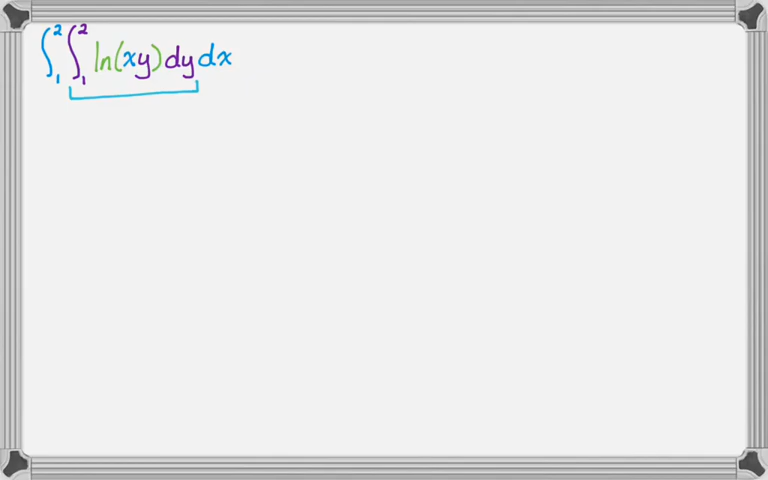 ∫₁² ∫₁² ln(xy) dy dx